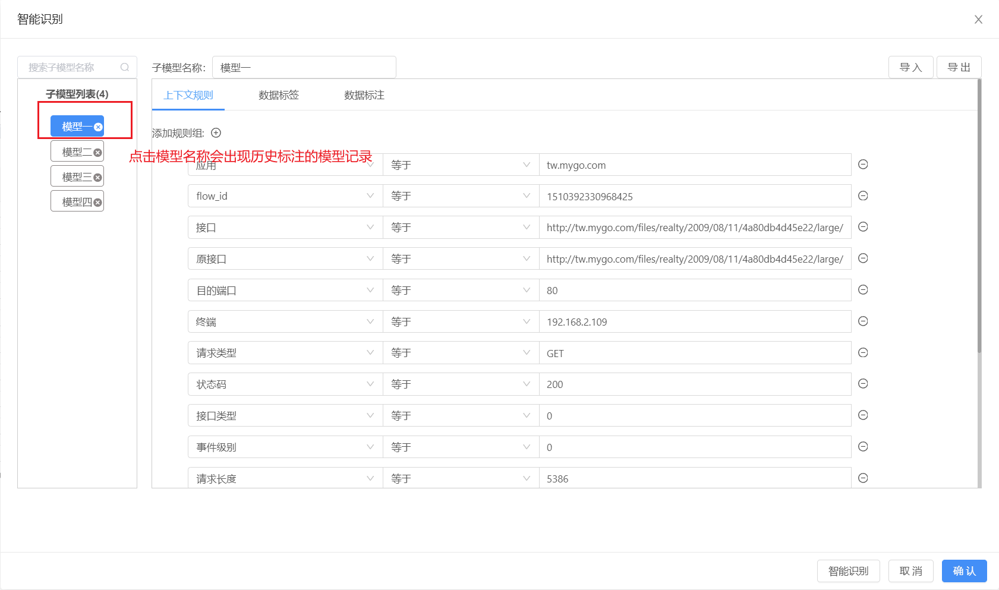 智能识别
搜索子模型名称
子模型名称:
模型一
导 入
导 出
子模型列表(4)
模型一
模型二
模型三
模型四
上下文规则
数据标签
数据标注
添加规则组:
点击模型名称会出现历史标注的模型记录
应用
等于
tw.mygo.com
flow_id
等于
1510392330968425
接口
等于
http://tw.mygo.com/files/realty/2009/08/11/4a80db4d45e22/large/
原接口
等于
http://tw.mygo.com/files/realty/2009/08/11/4a80db4d45e22/large/
目的端口
等于
80
终端
等于
192.168.2.109
请求类型
等于
GET
状态码
等于
200
接口类型
等于
0
事件级别
等于
0
请求长度
等于
5386
智能识别
取 消
确 认